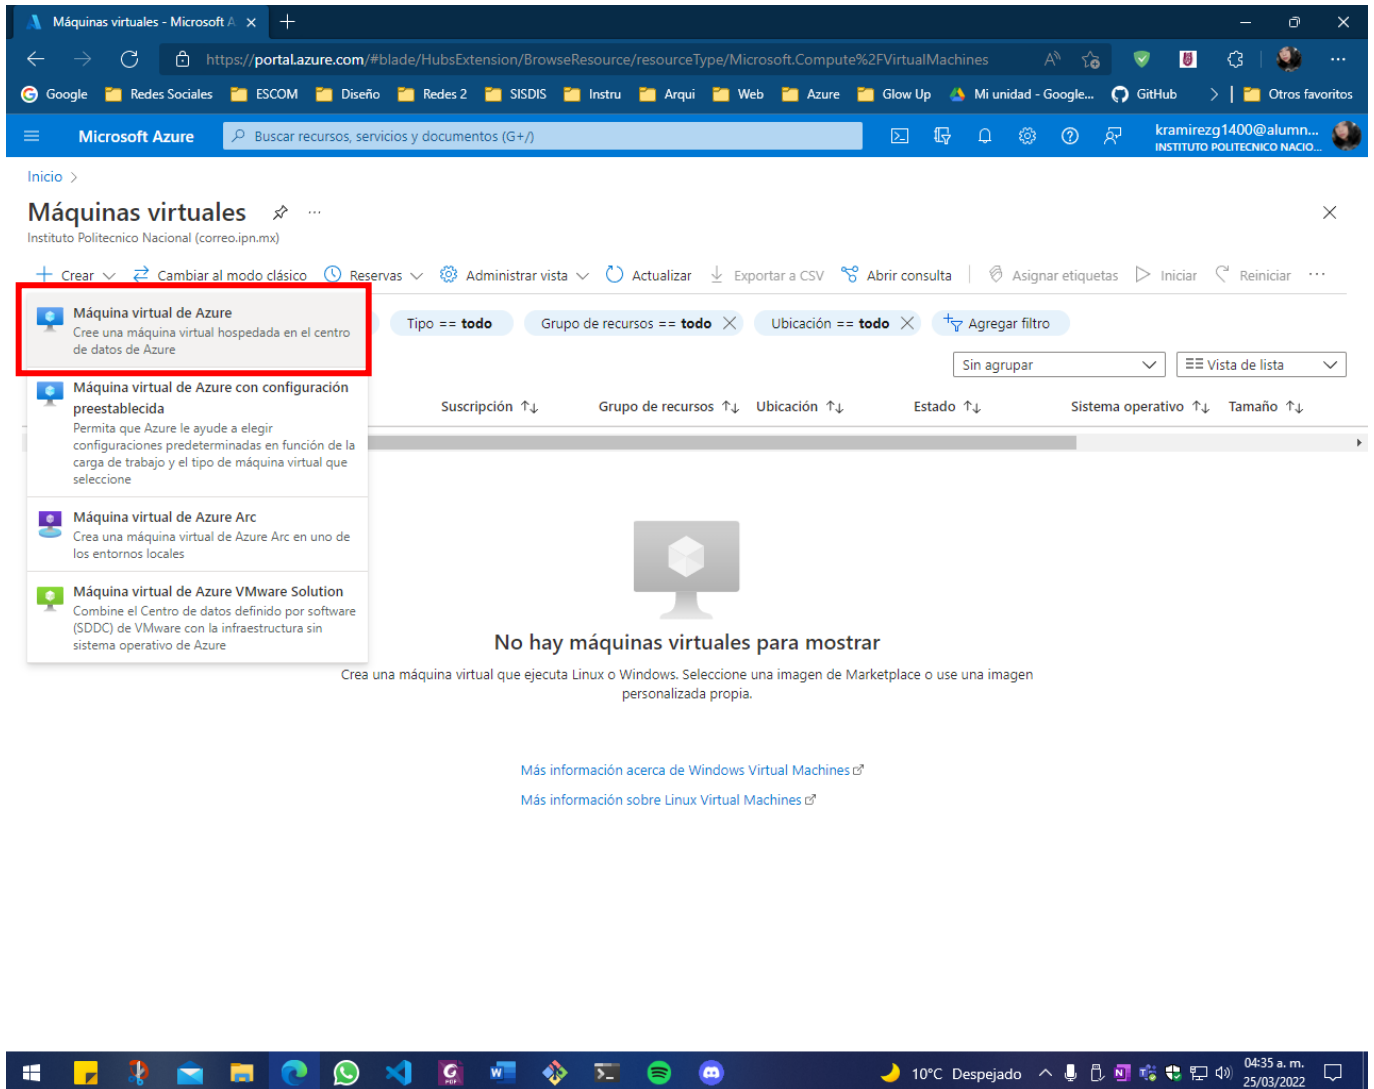 Máquinas virtuales - Microsoft A
https://portal.azure.com/#blade/HubsExtension/BrowseResource/resourceType/Microsoft.Compute%2FVirtualMachines
Google Redes Sociales ESCOM Diseño Redes 2 SISDIS Instru Arqui Web Azure Glow Up Mi unidad - Google... GitHub Otros favoritos
Microsoft Azure Buscar recursos, servicios y documentos (G+/) kramirezg1400@alumn...
INSTITUTO POLITECNICO NACIO...
Inicio >
Máquinas virtuales ...
Instituto Politecnico Nacional (correo.ipn.mx)
Crear Cambiar al modo clásico Reservas Administrar vista Actualizar Exportar a CSV Abrir consulta Asignar etiquetas Iniciar Reiniciar ...
Máquina virtual de Azure
Cree una máquina virtual hospedada en el centro
de datos de Azure
Tipo == todo Grupo de recursos == todo Ubicación == todo Agregar filtro
Sin agrupar Vista de lista
Máquina virtual de Azure con configuración
preestablecida
Permita que Azure le ayude a elegir
configuraciones predeterminadas en función de la
carga de trabajo y el tipo de máquina virtual que
seleccione
Suscripción ↑↓ Grupo de recursos ↑↓ Ubicación ↑↓ Estado ↑↓ Sistema operativo ↑↓ Tamaño ↑↓
Máquina virtual de Azure Arc
Crea una máquina virtual de Azure Arc en uno de
los entornos locales
Máquina virtual de Azure VMware Solution
Combine el Centro de datos definido por software
(SDDC) de VMware con la infraestructura sin
sistema operativo de Azure
No hay máquinas virtuales para mostrar
Crea una máquina virtual que ejecuta Linux o Windows. Seleccione una imagen de Marketplace o use una imagen
personalizada propia.
Más información acerca de Windows Virtual Machines
Más información sobre Linux Virtual Machines
10°C Despejado 04:35 a. m.
25/03/2022